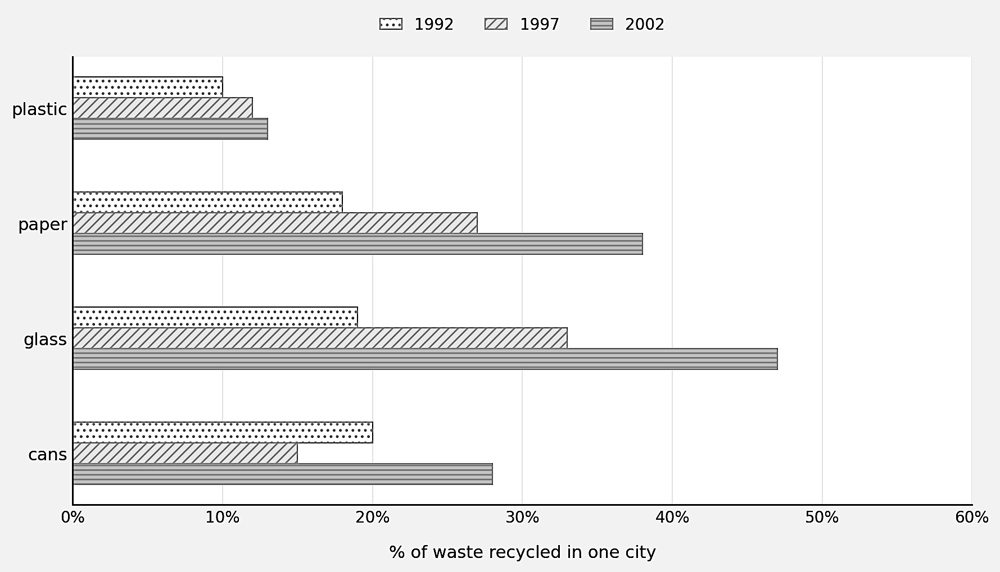 1992 1997 2002
plastic
paper
glass
cans
0% 10% 20% 30% 40% 50% 60%
% of waste recycled in one city